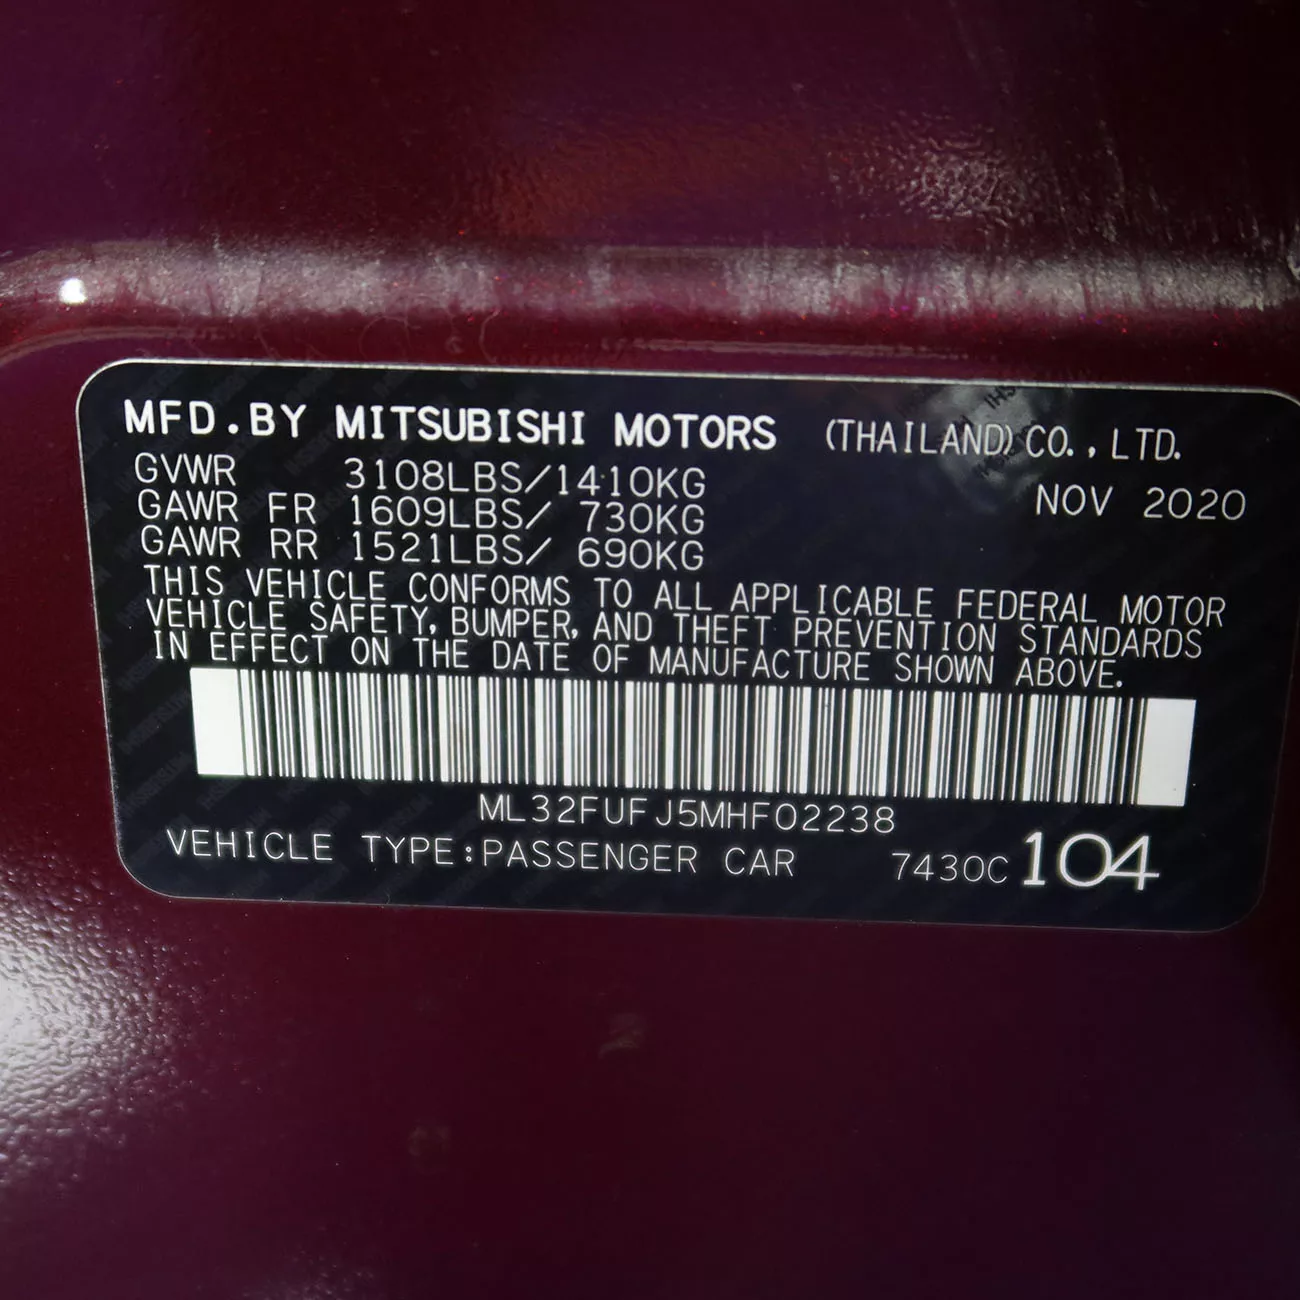 MFD.BY MITSUBISHI MOTORS (THAILAND) CO., LTD.
GVWR 3108LBS/1410KG NOV 2020
GAWR FR 1609LBS/ 730KG
GAWR RR 1521LBS/ 690KG
THIS VEHICLE CONFORMS TO ALL APPLICABLE FEDERAL MOTOR
VEHICLE SAFETY, BUMPER, AND THEFT PREVENTION STANDARDS
IN EFFECT ON THE DATE OF MANUFACTURE SHOWN ABOVE.
ML32FUFJ5MHF02238
VEHICLE TYPE:PASSENGER CAR 7430C 104